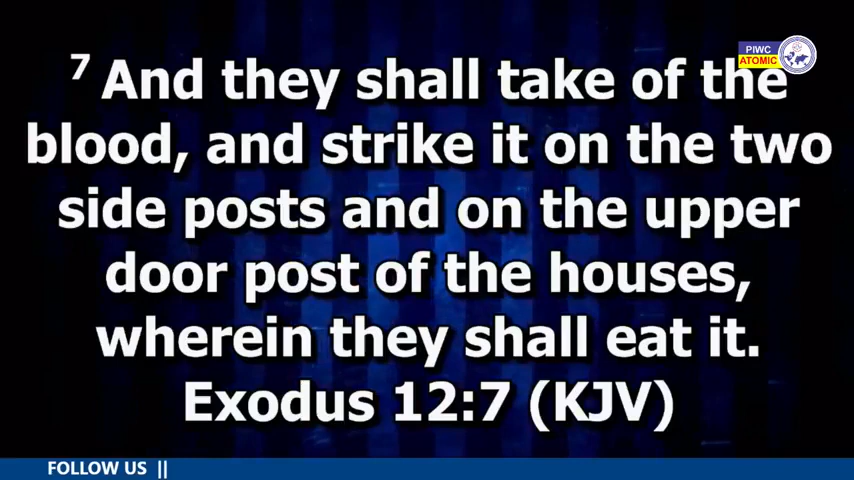 PIWC
ATOMIC
7 And they shall take of the
blood, and strike it on the two
side posts and on the upper
door post of the houses,
wherein they shall eat it.
Exodus 12:7 (KJV)
FOLLOW US ||